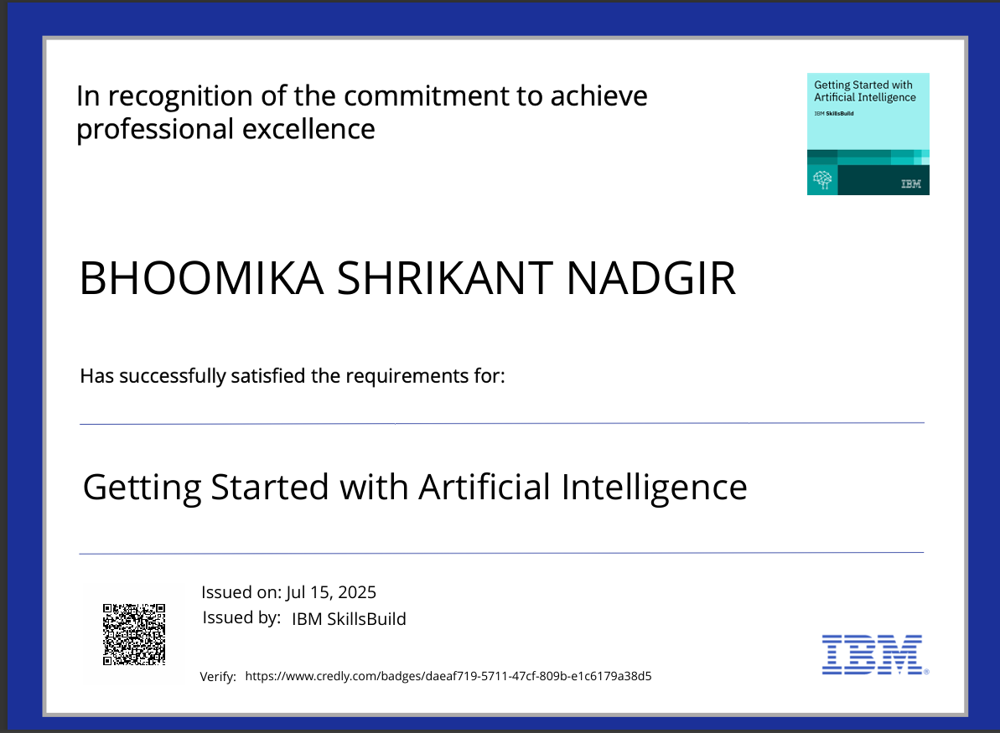 In recognition of the commitment to achieve
professional excellence
Getting Started with
Artificial Intelligence
IBM SkillsBuild
IBM
BHOOMIKA SHRIKANT NADGIR
Has successfully satisfied the requirements for:
Getting Started with Artificial Intelligence
Issued on: Jul 15, 2025
Issued by: IBM SkillsBuild
Verify: https://www.credly.com/badges/daeaf719-5711-47cf-809b-e1c6179a38d5
IBM®